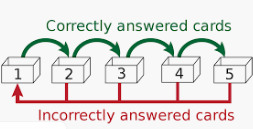 Correctly answered cards
1 2 3 4 5
Incorrectly answered cards